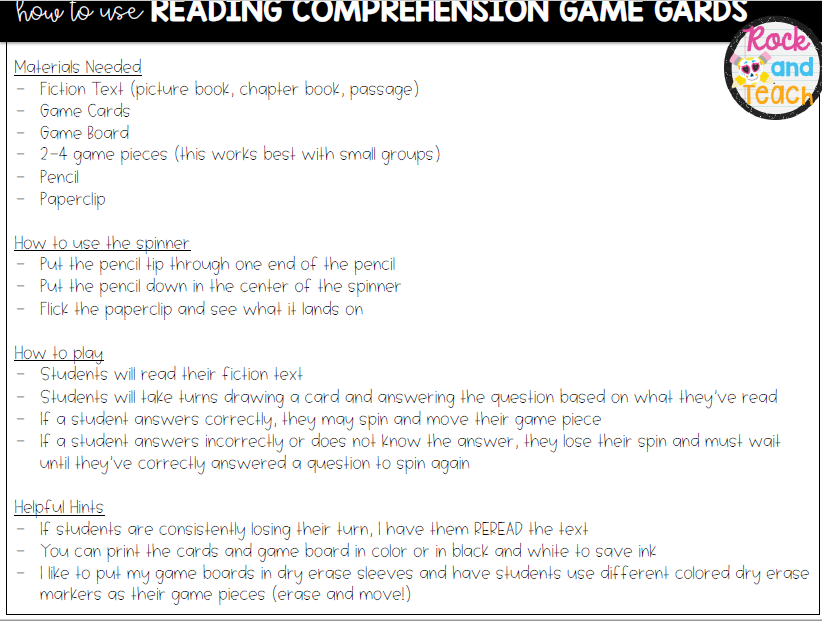 how to use READING COMPREHENSION GAME GARDS
Rock
and
Teach
Materials Needed
- Fiction Text (picture book, chapter book, passage)
- Game Cards
- Game Board
- 2-4 game pieces (this works best with small groups)
- Pencil
- Paperclip
How to use the spinner
- Put the pencil tip through one end of the pencil
- Put the pencil down in the center of the spinner
- Flick the paperclip and see what it lands on
How to play
- Students will read their fiction text
- Students will take turns drawing a card and answering the question based on what they've read
- If a student answers correctly, they may spin and move their game piece
- If a student answers incorrectly or does not know the answer, they lose their spin and must wait
until they've correctly answered a question to spin again
Helpful Hints
- If students are consistently losing their turn, I have them REREAD the text
- You can print the cards and game board in color or in black and white to save ink
- I like to put my game boards in dry erase sleeves and have students use different colored dry erase
markers as their game pieces (erase and move!)